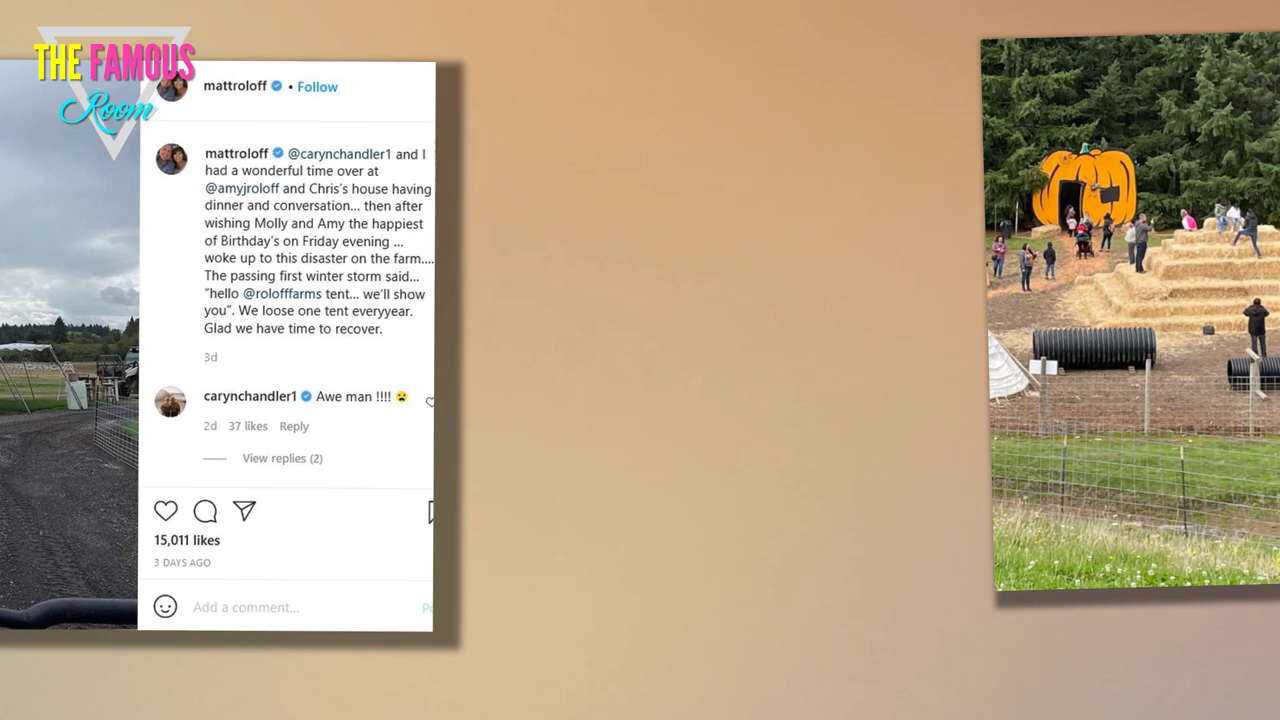 THE FAMOUS
Room
mattroloff • Follow
mattroloff @carynchandler1 and I
had a wonderful time over at
@amyjroloff and Chris's house having
dinner and conversation... then after
wishing Molly and Amy the happiest
of Birthday's on Friday evening ...
woke up to this disaster on the farm....
The passing first winter storm said...
"hello @rolofffarms tent... we'll show
you". We loose one tent everyyear.
Glad we have time to recover.
3d
carynchandler1 Awe man !!!! 😫
2d 37 likes Reply
View replies (2)
15,011 likes
3 DAYS AGO
Add a comment...